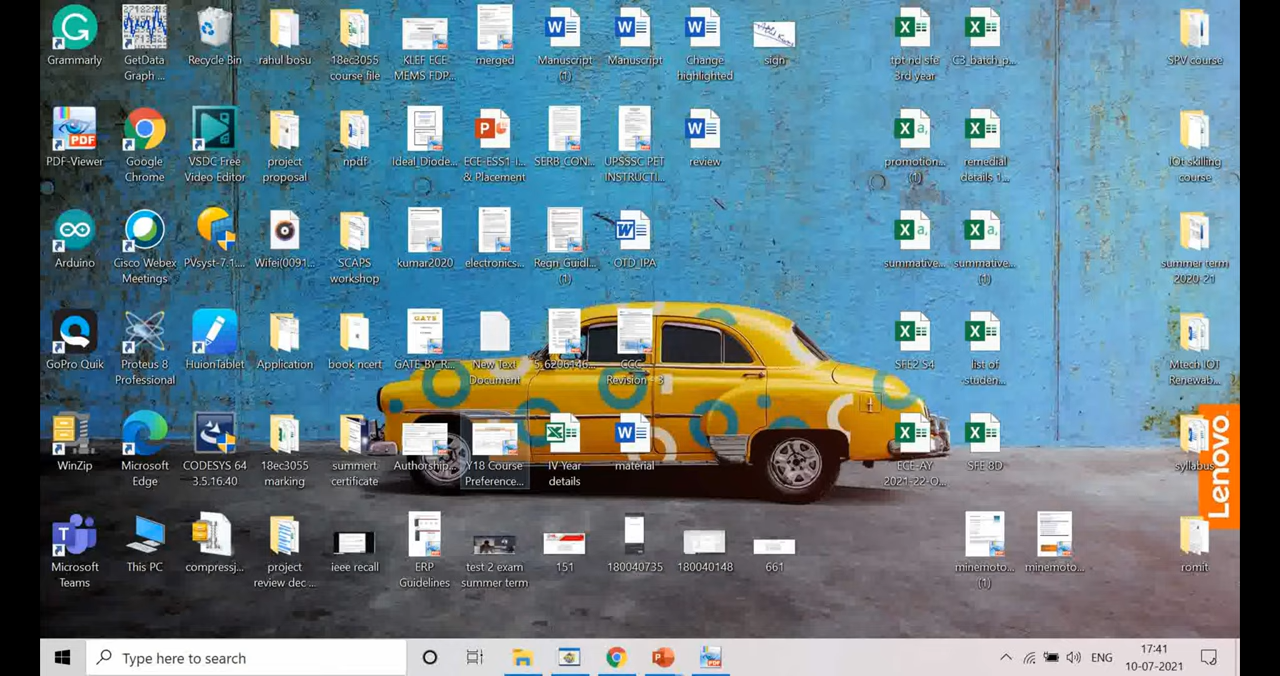 Grammarly
GetData
Graph ...
Recycle Bin
rahul bosu
18ec3055
course file
KLEF ECE
MEMS FDP...
merged
Manuscript
(1)
Manuscript
Change
highlighted
sign
tpt nd sfe
3rd year
C3_batch_p...
SPV course
PDF-Viewer
Google
Chrome
VSDC Free
Video Editor
project
proposal
npdf
Ideal_Diode...
ECE-ESS1-I...
& Placement
SERB_CON...
UPSSSC PET
INSTRUCTI...
review
promotion...
(1)
remedial
details 1...
IOt skilling
course
Arduino
Cisco Webex
Meetings
PVsyst-7.1....
Wifei(0091...
SCAPS
workshop
kumar2020
electronics...
Regn_Guidl...
(1)
OTD_IPA
summative...
summative...
(1)
summer term
2020-21
GoPro Quik
Proteus 8
Professional
HuionTablet
Application
book ncert
GATE
GATE_BY_R...
New Text
Document
CCC
Revision - 3
SFE2 S4
list of
studen...
Mtech IOT
Renewab...
WinZip
Microsoft
Edge
CODESYS 64
3.5.16.40
18ec3055
marking
summert
certificate
Authorship...
Y18 Course
Preference...
IV Year
details
material
ECE-AY
2021-22-O...
SFE 8D
syllabus
Lenovo
Microsoft
Teams
This PC
compressj...
project
review dec ...
ieee recall
ERP
Guidelines
test 2 exam
summer term
151
180040735
180040148
661
minemoto...
(1)
minemoto...
romit
Type here to search
ENG
17:41
10-07-2021